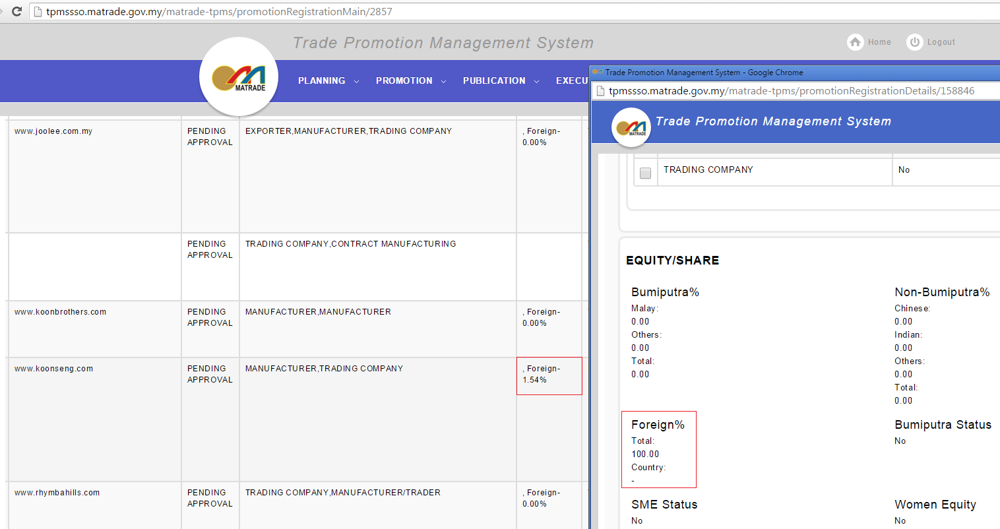 tpmssso.matrade.gov.my/matrade-tpms/promotionRegistrationMain/2857
Trade Promotion Management System
Home
Logout
MATRADE
PLANNING
PROMOTION
PUBLICATION
EXECU
www.joolee.com.my
PENDING
APPROVAL
EXPORTER,MANUFACTURER,TRADING COMPANY
, Foreign-
0.00%
PENDING
APPROVAL
TRADING COMPANY,CONTRACT MANUFACTURING
www.koonbrothers.com
PENDING
APPROVAL
MANUFACTURER,MANUFACTURER
, Foreign-
0.00%
www.koonseng.com
PENDING
APPROVAL
MANUFACTURER,TRADING COMPANY
, Foreign-
1.54%
www.rhymbahills.com
PENDING
APPROVAL
TRADING COMPANY,MANUFACTURER/TRADER
, Foreign-
0.00%
Trade Promotion Management System - Google Chrome
tpmssso.matrade.gov.my/matrade-tpms/promotionRegistrationDetails/158846
MATRADE
Trade Promotion Management System
TRADING COMPANY
No
EQUITY/SHARE
Bumiputra%
Malay:
0.00
Others:
0.00
Total:
0.00
Non-Bumiputra%
Chinese:
0.00
Indian:
0.00
Others:
0.00
Total:
0.00
Foreign%
Total:
100.00
Country:
-
Bumiputra Status
No
SME Status
No
Women Equity
No